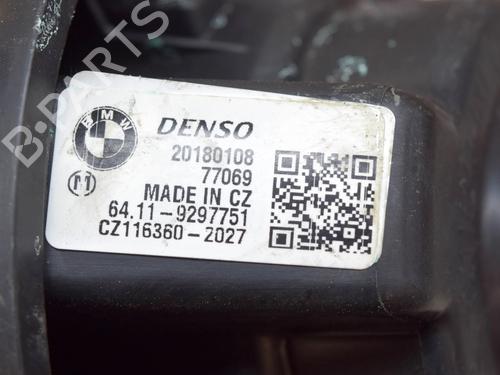 B-PARTS
BMW
DENSO
20180108
77069
M
MADE IN CZ
64.11-9297751
CZ116360-2027